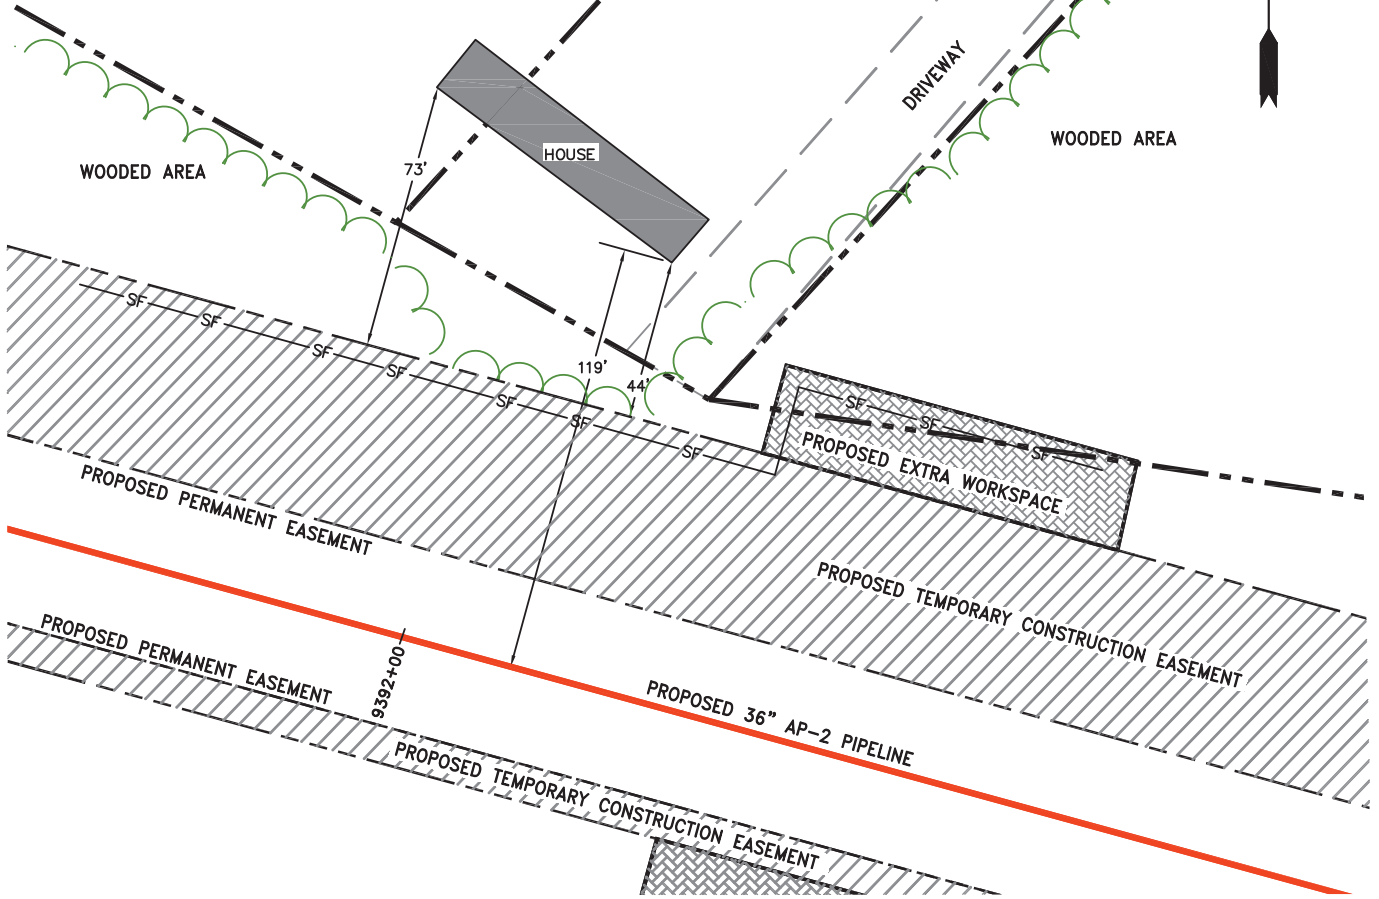 DRIVEWAY
WOODED AREA
HOUSE
73'
WOODED AREA
SF
SF
SF
SF
SF
SF
SF
119'
44'
SF
SF
SF
PROPOSED EXTRA WORKSPACE
PROPOSED PERMANENT EASEMENT
PROPOSED TEMPORARY CONSTRUCTION EASEMENT
PROPOSED PERMANENT EASEMENT
9392+00
PROPOSED 36" AP-2 PIPELINE
PROPOSED TEMPORARY CONSTRUCTION EASEMENT